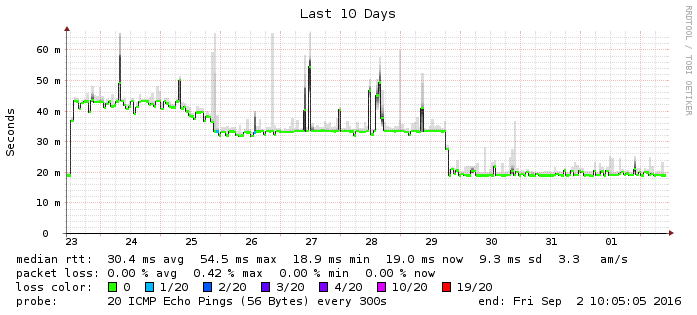 Last 10 Days
RRDTOOL / TOBI OETIKER
Seconds
60 m
50 m
40 m
30 m
20 m
10 m
0
23 24 25 26 27 28 29 30 31 01
median rtt: 30.4 ms avg 54.5 ms max 18.9 ms min 19.0 ms now 9.3 ms sd 3.3 am/s
packet loss: 0.00 % avg 0.42 % max 0.00 % min 0.00 % now
loss color: 0 1/20 2/20 3/20 4/20 10/20 19/20
probe: 20 ICMP Echo Pings (56 Bytes) every 300s end: Fri Sep 2 10:05:05 2016